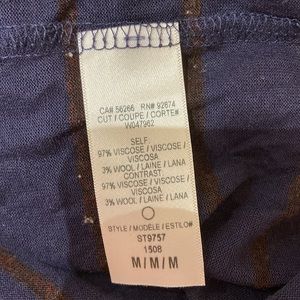 CA# 56266 RN# 92674
CUT / COUPE / CORTE#
W047962
SELF:
97% VISCOSE / VISCOSE /
VISCOSA
3% WOOL / LAINE / LANA
CONTRAST:
97% VISCOSE / VISCOSE /
VISCOSA
3% WOOL / LAINE / LANA
STYLE / MODÈLE / ESTILO#
ST9757
1508
M / M / M